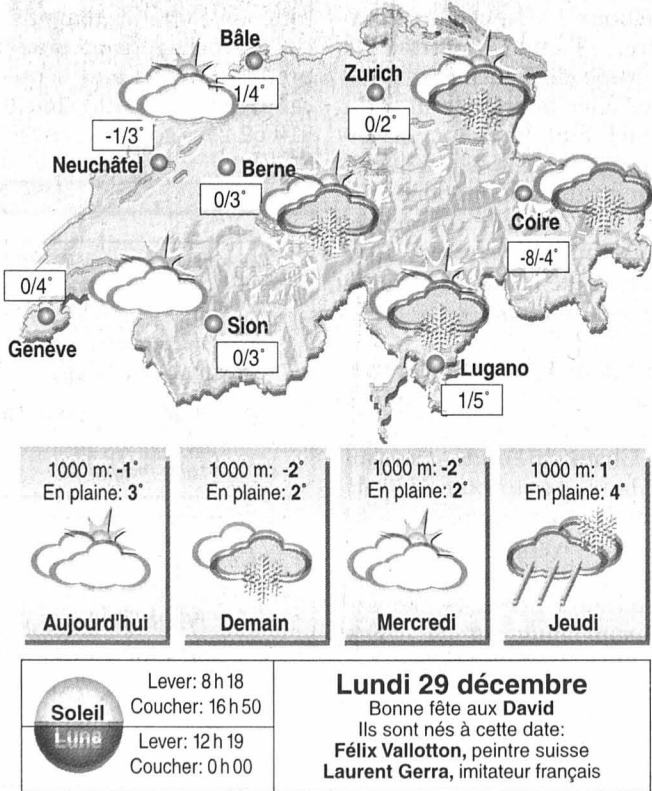 Bâle
1/4°
Zurich
0/2°
-1/3°
Neuchâtel
Berne
0/3°
Coire
-8/-4°
0/4°
Genève
Sion
0/3°
Lugano
1/5°
1000 m: -1°
En plaine: 3°
Aujourd'hui
1000 m: -2°
En plaine: 2°
Demain
1000 m: -2°
En plaine: 2°
Mercredi
1000 m: 1°
En plaine: 4°
Jeudi
Soleil
Lever: 8 h 18
Coucher: 16 h 50
Luna
Lever: 12 h 19
Coucher: 0 h 00
Lundi 29 décembre
Bonne fête aux David
Ils sont nés à cette date:
Félix Vallotton, peintre suisse
Laurent Gerra, imitateur français